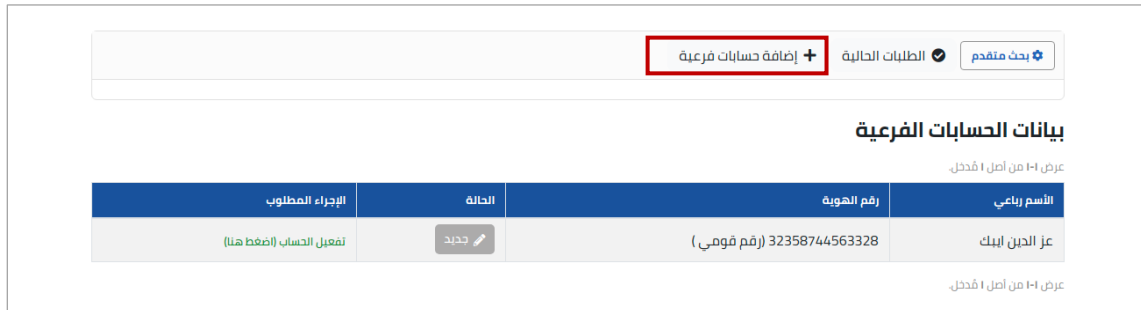 بحث متقدم الطلبات الحالية + إضافة حسابات فرعية
بيانات الحسابات الفرعية
عرض ١-١ من أصل ١ مُدخل.
الأسم رباعي رقم الهوية الحالة الإجراء المطلوب
عز الدين ايبك 32358744563328 (رقم قومي ) جديد تفعيل الحساب (اضغط هنا)
عرض ١-١ من أصل ١ مُدخل.